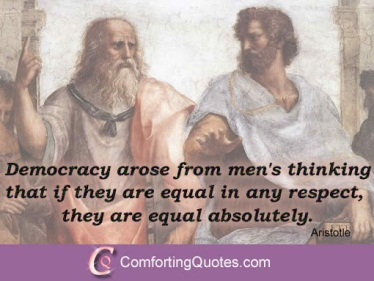 Democracy arose from men's thinking
that if they are equal in any respect,
they are equal absolutely.
Aristotle
ComfortingQuotes.com